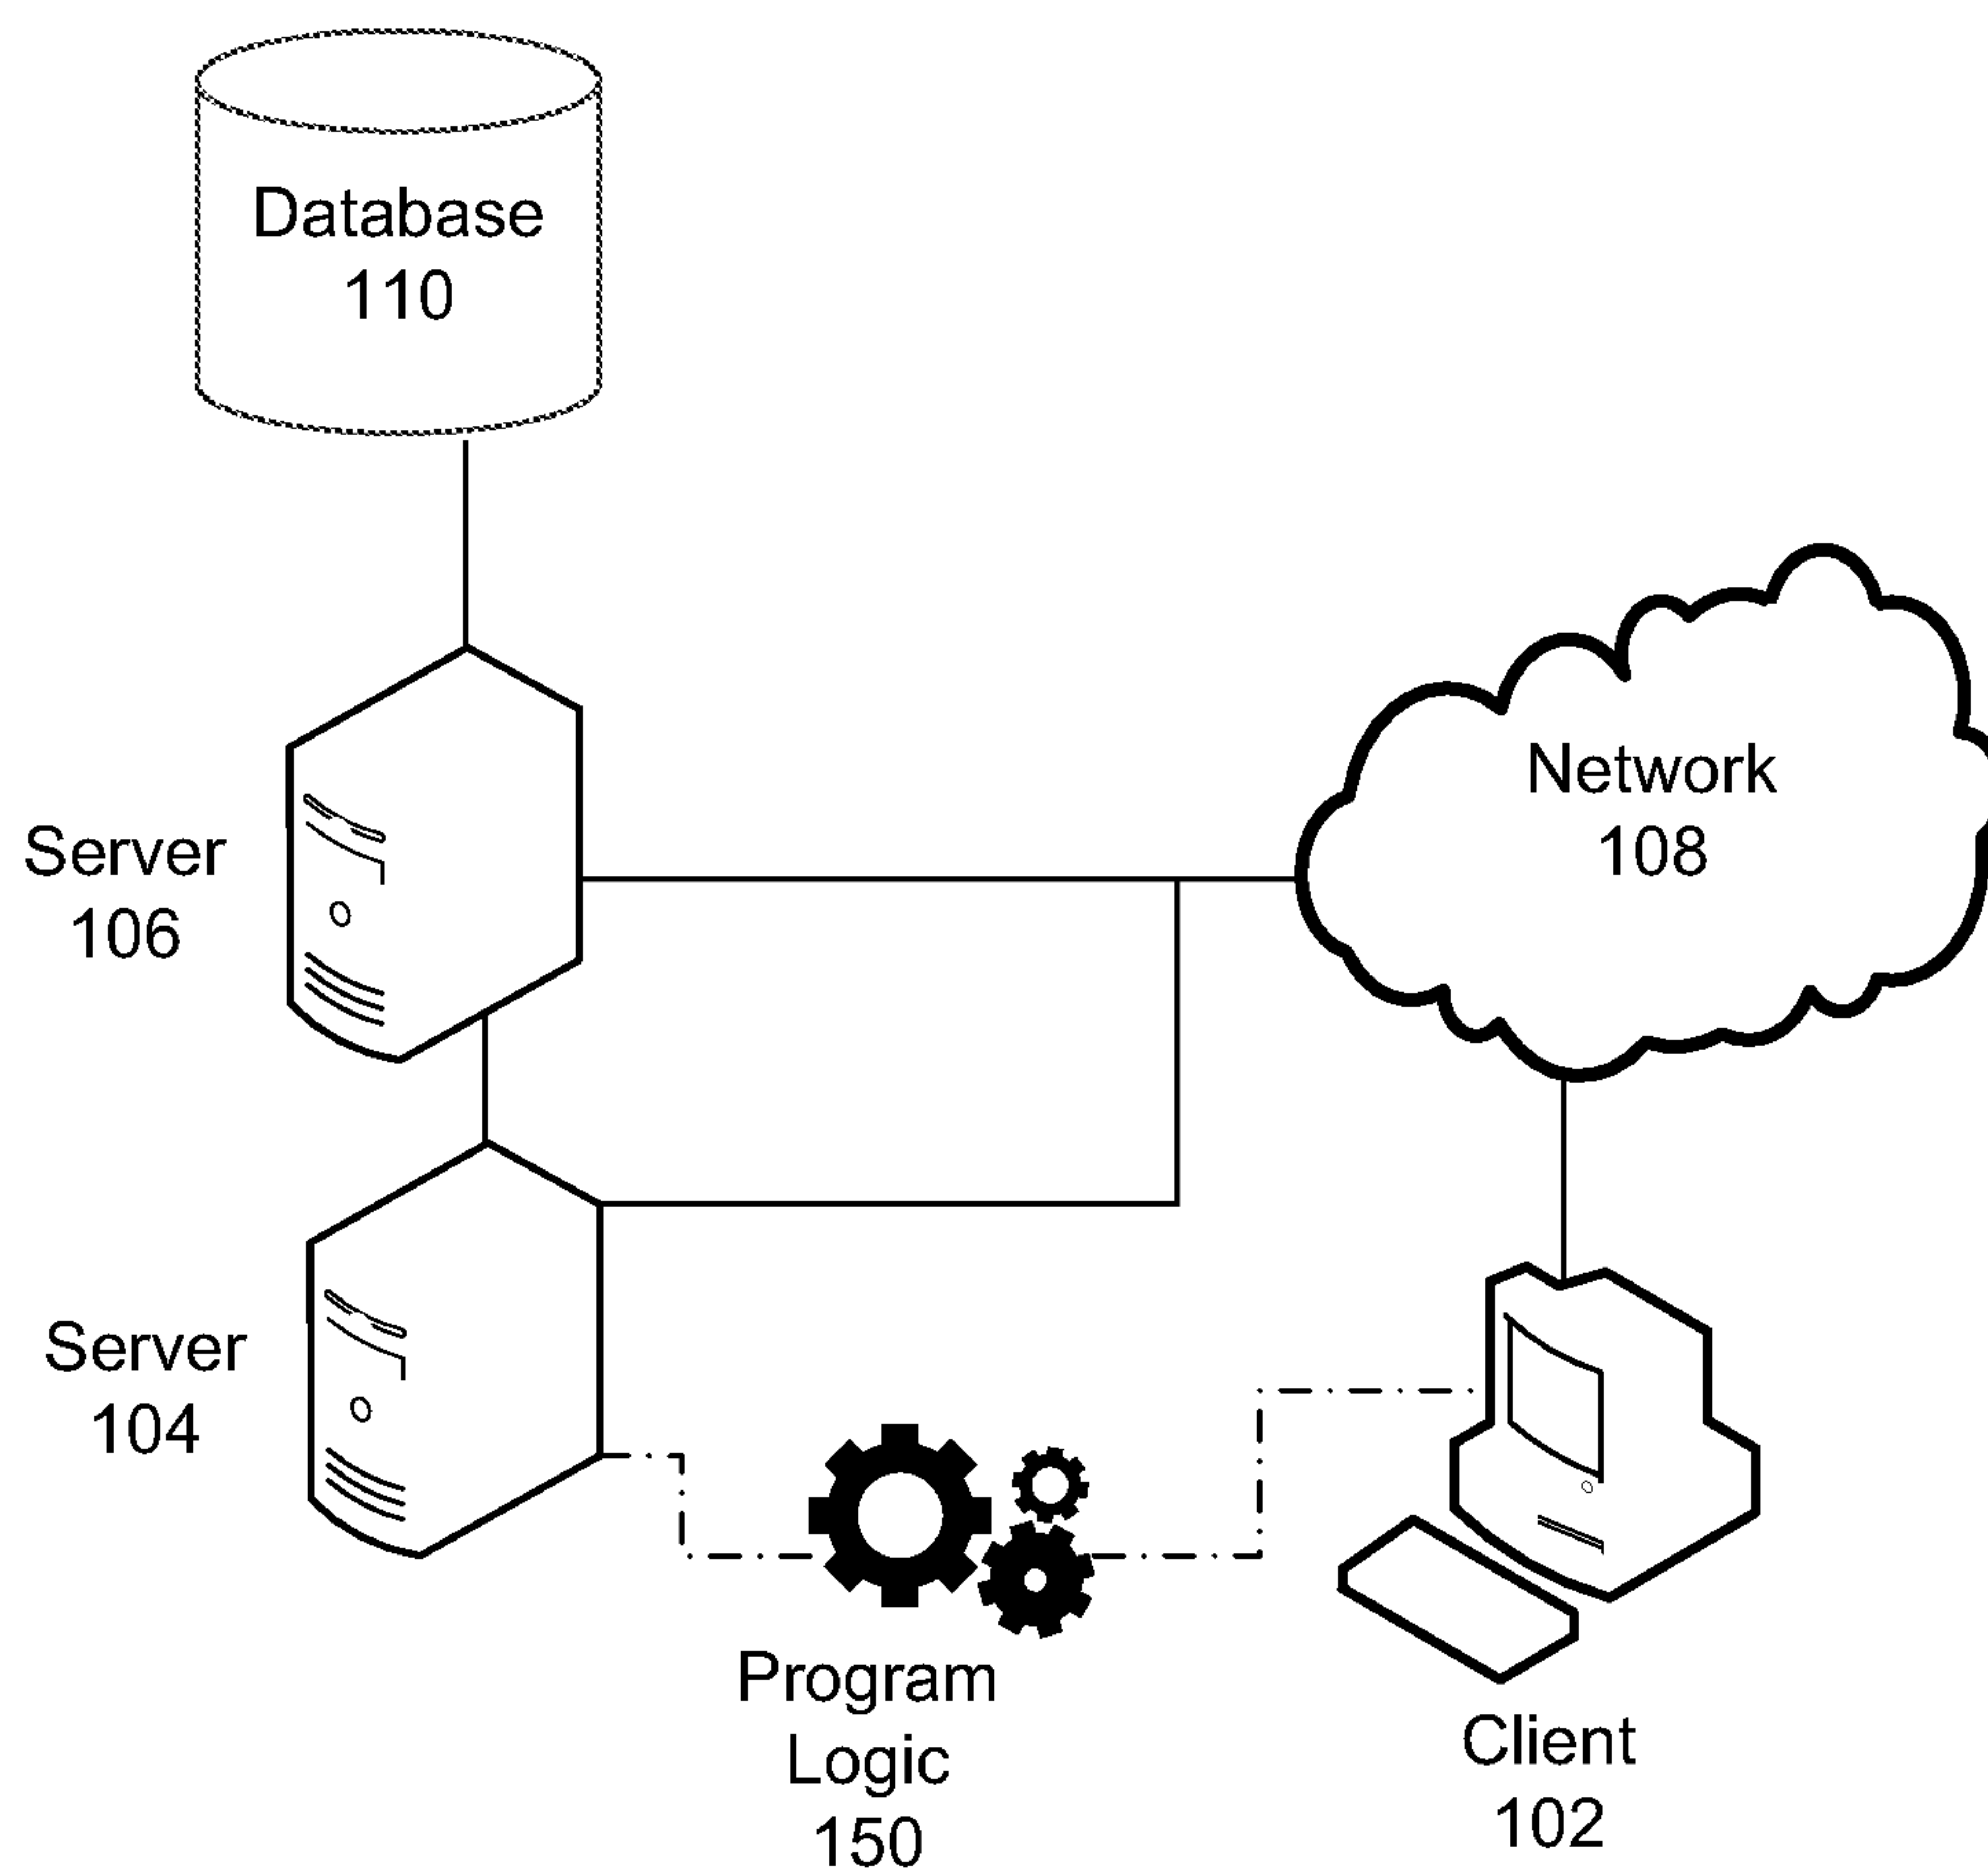 Database
110
Network
108
Server
106
Server
104
Program
Logic
150
Client
102